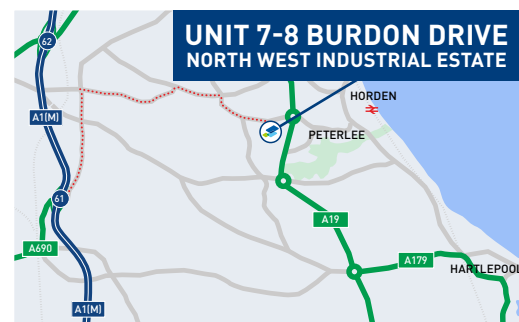 UNIT 7-8 BURDON DRIVE
NORTH WEST INDUSTRIAL ESTATE
62
HORDEN
A1(M)
PETERLEE
61
A19
A690
A179
HARTLEPOOL
A1(M)